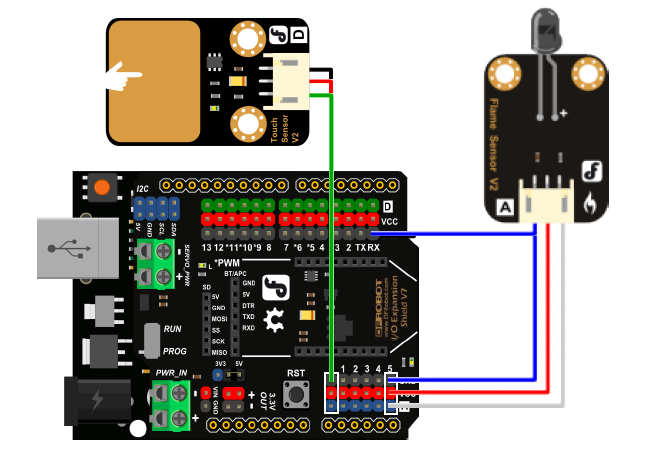 D
Touch
Sensor
V2
Flame Sensor V2
A
I2C
5V
GND
SCL
SDA
D
VCC
13 12 *11 *10 *9 8 7 *6 *5 4 *3 2 TX RX
SERVO_PWR
-
+
L
*PWM
BT/APC
SD
5V
GND
MOSI
SS
SCK
MISO
GND
5V
DTR
TXD
RXD
DFROBOT
www.DFRobot.com
I/O Expansion
Shield V7
RUN
PROG
3V3
5V
PWR_IN
-
+
VIN
GND
+
-
3.3V
OUT
RST
1 2 3 4 5